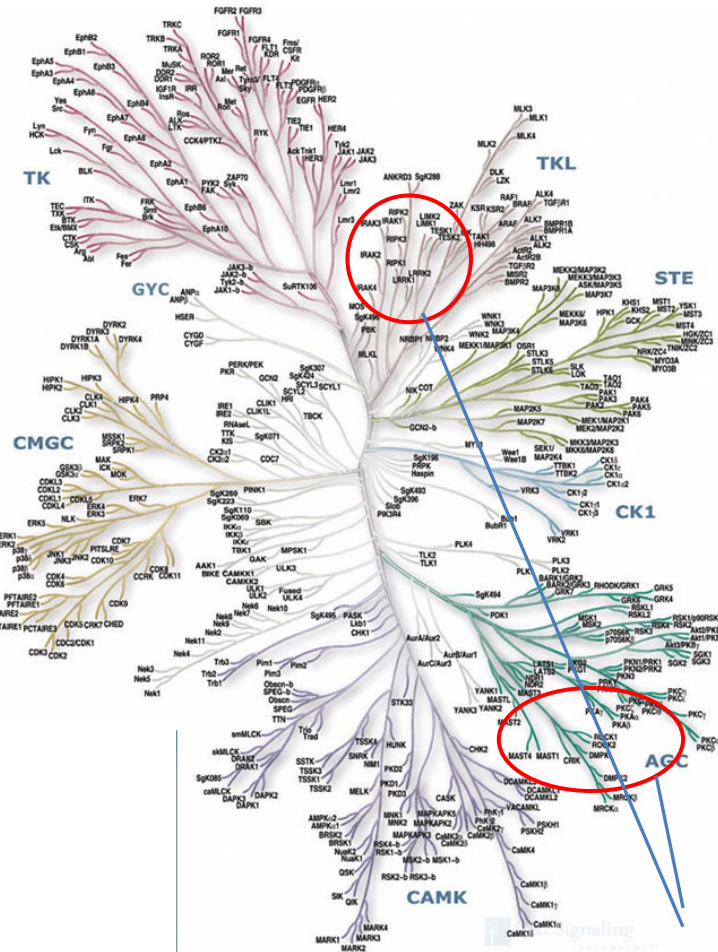 FGFR2 FGFR3
TRKC
FGFR1
TRKB
FGFR4
Fms/
CSFR
TRKA
FLT1
KDR
Kit
EphB2
EphB1
MuSK
ROR2
ROR1
DDR2
DDR1
Mer
Ret
Axl
Tyro3/
Sky
FLT4
FLT3
PDGFRα
PDGFRβ
EphA5
EphA3
EphB3
EphA4
IGF1R
IRR
InsR
Met
Ron
EGFR
HER2
EphA6
Yes
Src
EphB4
Ros
ALK
LTK
TIE2
TIE1
HER4
MLK3
MLK1
EphA7
CCK4/PTK7
RYK
Lyn
HCK
Fyn
EphA8
Ack
Tnk1
HER3
Tyk2
JAK1
JAK2
JAK3
MLK4
MLK2
Lck
Fgr
TKL
BLK
EphA2
ZAP70
PYK2
Syk
FAK
EphA1
ANKRD3
SgK288
DLK
LZK
TK
Lmr1
Lmr2
ITK
FRK
Srm
Brk
EphB6
TEC
TXK
BTK
Etk/BMX
RIPK2
IRAK3
IRAK1
LIMK2
LIMK1
ZAK
KSR
KSR2
RAF1
BRAF
ARAF
ALK4
TGFβR1
ALK7
Lmr3
EphA10
TESK1
TESK2
RIPK3
TAK1
HH498
BMPR1B
BMPR1A
ALK1
ALK2
CTK
CSK
Arg
Abl
Fes
Fer
IRAK2
RIPK1
LRRK2
LRRK1
ActR2
ActR2B
TGFβR2
MISR2
BMPR2
JAK3-b
JAK2-b
Tyk2-b
JAK1-b
SuRTK106
IRAK4
MEKK2/MAP3K2
MEKK3/MAP3K3
ASK/MAP3K5
MAP3K8
MAP3K7
STE
GYC
ANPα
ANPβ
HSER
MOS
SgK496
PBK
WNK1
WNK3
WNK2
WNK4
MAP3K4
MEKK6/
MAP3K6
HPK1
KHS1
KHS2
GCK
MST1
MST2
YSK1
MST3
MST4
CYGD
CYGF
NRBP1
NRBP2
MEKK1/MAP3K1
OSR1
HGK/ZC1
MINK/ZC3
TNIK/ZC2
NRK/ZC4
DYRK2
DYRK3
DYRK1A
DYRK1B
DYRK4
MLKL
STLK3
STLK5
STLK6
SLK
LOK
MYO3A
MYO3B
PERK/PEK
PKR
GCN2
SgK307
SgK424
SCYL3
SCYL1
SCYL2
HRI
NIK
COT
TAO1
TAO2
TAO3
PAK1
PAK3
PAK2
PAK4
PAK5
PAK6
HIPK1
HIPK3
HIPK2
CLK4
CLK1
CLK2
CLK3
HIPK4
PRP4
IRE1
IRE2
CLIK1
CLIK1L
TBCK
RNAseL
TTK
KIS
SgK071
GCN2-b
MAP2K5
MAP2K7
MEK1/MAP2K1
MEK2/MAP2K2
CMGC
MSSK1
SRPK2
SRPK1
CK2α1
CK2α2
CDC7
SEK1/
MAP2K4
MKK3/MAP2K3
MKK6/MAP2K6
Wee1
Wee1B
SgK196
PRPK
Haspin
TTBK1
TTBK2
CK1δ
CK1ε
CK1α
CK1α2
MAK
ICK
MOK
GSK3β
GSK3α
CDKL3
CDKL2
CDKL1
CDKL5
CDKL4
ERK7
ERK4
ERK3
SgK269
SgK223
PINK1
SgK493
SgK396
Slob
PIK3R4
VRK3
CK1γ2
CK1γ1
CK1γ3
CK1
SgK110
SgK069
SBK
Bub1
BubR1
VRK1
VRK2
ERK5
NLK
ERK1
ERK2
p38γ
p38δ
p38β
p38α
JNK1
JNK2
JNK3
CDK7
PITSLRE
CDK10
CDK8
CDK11
CCRK
CDK4
CDK6
IKKα
IKKβ
IKKε
TBK1
MPSK1
GAK
AAK1
BIKE
CAMKK1
CAMKK2
ULK3
PLK4
TLK2
TLK1
PLK3
PLK2
PLK1
PFTAIRE2
PFTAIRE1
PCTAIRE2
PCTAIRE1
PCTAIRE3
CDK9
CDK5
CRK7
CHED
CDC2/CDK1
CDK3
CDK2
ULK1
ULK2
Fused
ULK4
BARK1/GRK2
BARK2/GRK3
RHODK/GRK1
GRK5
GRK7
GRK6
GRK4
SgK494
Nek6
Nek7
Nek10
Nek8
Nek9
Nek2
Nek11
Nek4
Nek3
Nek5
Nek1
SgK495
PASK
Lkb1
CHK1
PDK1
RSKL1
RSKL2
MSK1
MSK2
p70S6K
p70S6Kβ
RSK1/p90RSK
RSK4
RSK2
RSK3
Akt2/PKBβ
Akt1/PKBα
Akt3/PKBγ
SGK1
SGK2
SGK3
AurA/Aur2
AurB/Aur1
AurC/Aur3
LATS1
LATS2
NDR1
NDR2
MAST3
PKG2
PKG1
PKN1/PRK1
PKN2/PRK2
PKN3
PRKY
Trb3
Trb2
Trb1
Pim1
Pim2
Pim3
YANK1
YANK2
YANK3
MASTL
MAST2
PKCζ
PKCι
PKCδ
PKCθ
PKCγ
PKCα
PKCβ
PKAγ
PKAα
PKAβ
Obscn-b
SPEG-b
Obscn
SPEG
STK33
TTN
smMLCK
Trio
Trad
TSSK4
HUNK
CHK2
ROCK1
ROCK2
DMPK
CRIK
MAST4
MAST1
AGC
skMLCK
DRAK2
DRAK1
SgK085
caMLCK
DAPK3
DAPK2
DAPK1
SSTK
TSSK3
TSSK1
TSSK2
SNRK
NIM1
PKD2
PKD1
PKD3
MELK
CASK
DCAMKL3
DCAMKL1
DCAMKL2
DMPK2
MRCKβ
MRCKα
AMPKα2
AMPKα1
BRSK2
BRSK1
NuaK2
NuaK1
MNK1
MNK2
MAPKAPK5
MAPKAPK2
MAPKAPK3
PhKγ1
PhKγ2
VACAMKL
PSKH1
PSKH2
CaMK2γ
CaMK2α
CaMK2β
CaMK2δ
RSK4-b
RSK1-b
MSK2-b
MSK1-b
RSK2-b
RSK3-b
QSK
SIK
QIK
CaMK4
CaMK1β
CaMK1γ
CaMK1α
CaMK1δ
CAMK
MARK4
MARK1
MARK3
MARK2
Signaling